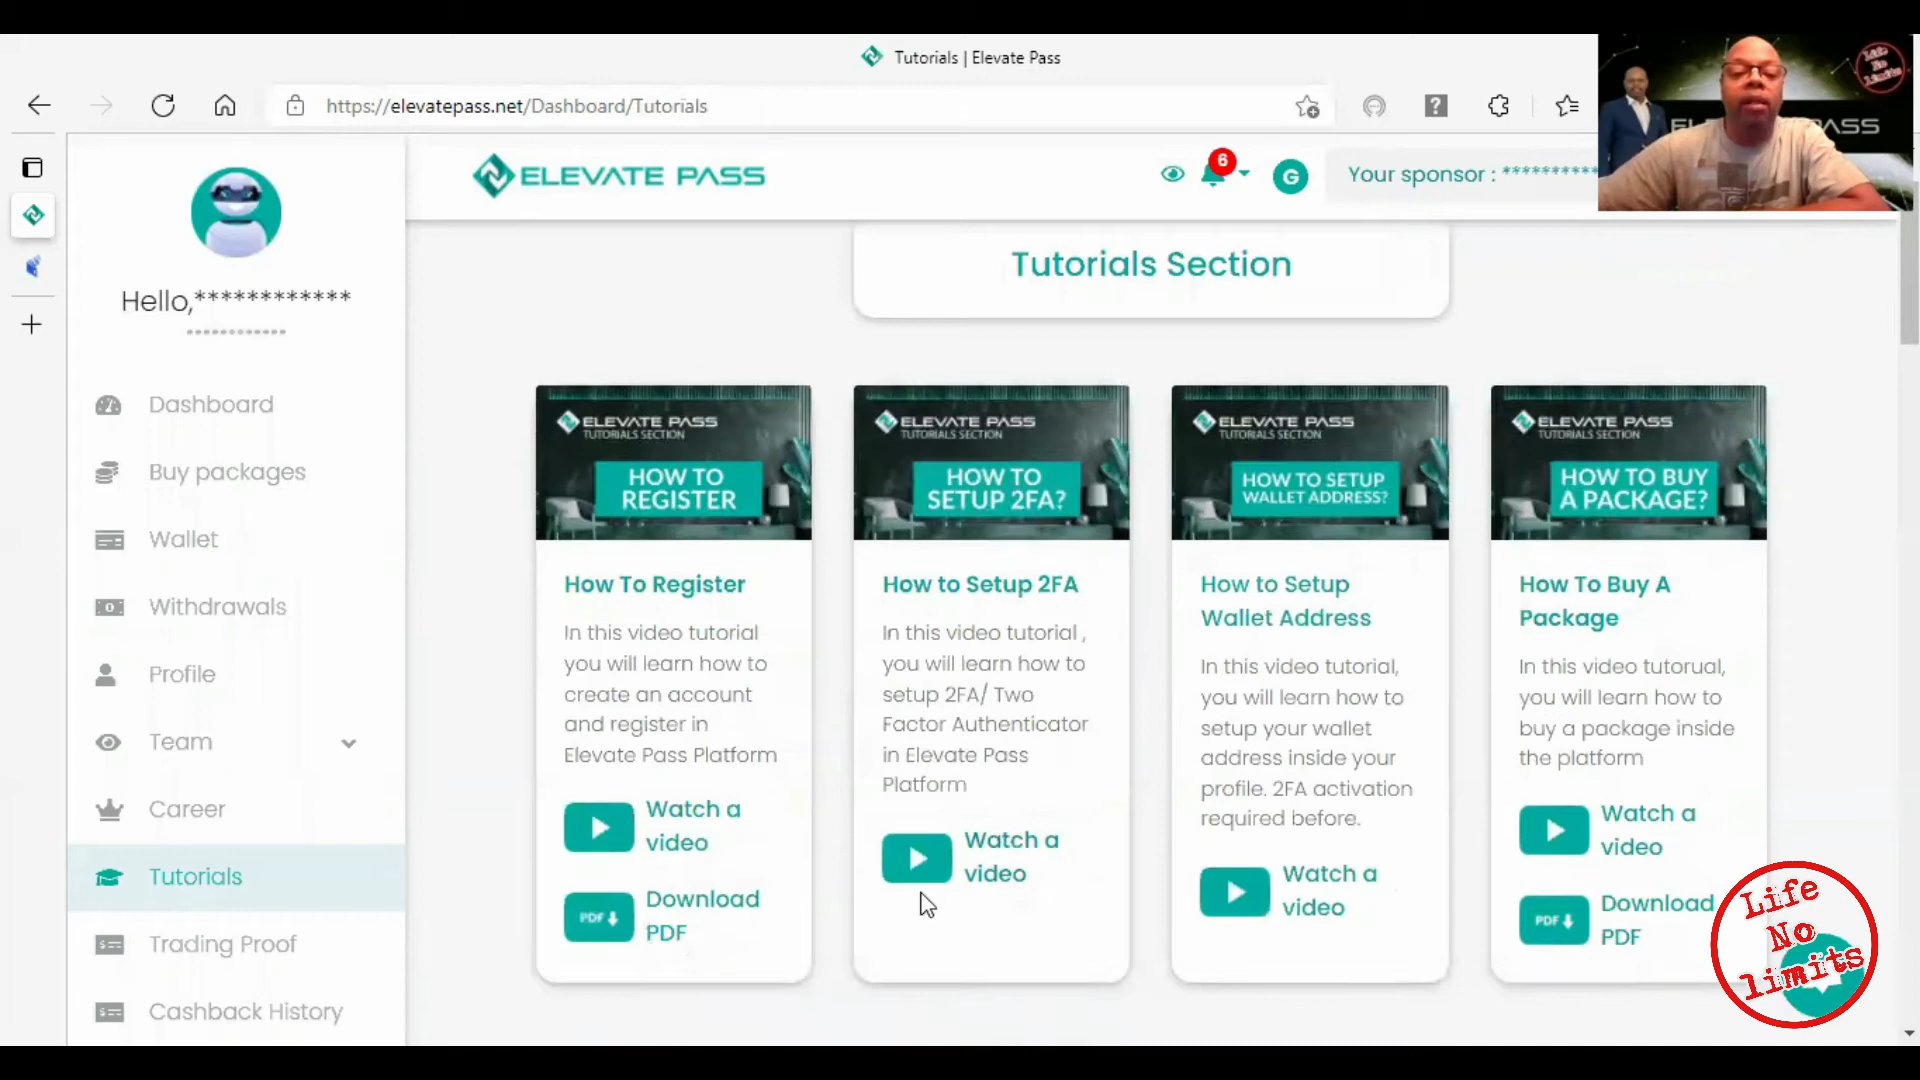 Tutorials | Elevate Pass
https://elevatepass.net/Dashboard/Tutorials
ELEVATE PASS
6
G
Your sponsor : **********
Life
No
Limits
ELEVATE PASS
Hello,************
************
Dashboard
Buy packages
Wallet
Withdrawals
Profile
Team
Career
Tutorials
Trading Proof
Cashback History
Tutorials Section
ELEVATE PASS
TUTORIALS SECTION
HOW TO
REGISTER
How To Register
In this video tutorial
you will learn how to
create an account
and register in
Elevate Pass Platform
Watch a
video
PDF
Download
PDF
ELEVATE PASS
TUTORIALS SECTION
HOW TO
SETUP 2FA?
How to Setup 2FA
In this video tutorial ,
you will learn how to
setup 2FA/ Two
Factor Authenticator
in Elevate Pass
Platform
Watch a
video
ELEVATE PASS
TUTORIALS SECTION
HOW TO SETUP
WALLET ADDRESS?
How to Setup
Wallet Address
In this video tutorial,
you will learn how to
setup your wallet
address inside your
profile. 2FA activation
required before.
Watch a
video
ELEVATE PASS
TUTORIALS SECTION
HOW TO BUY
A PACKAGE?
How To Buy A
Package
In this video tutorual,
you will learn how to
buy a package inside
the platform
Watch a
video
PDF
Download
PDF
Life
No
limits